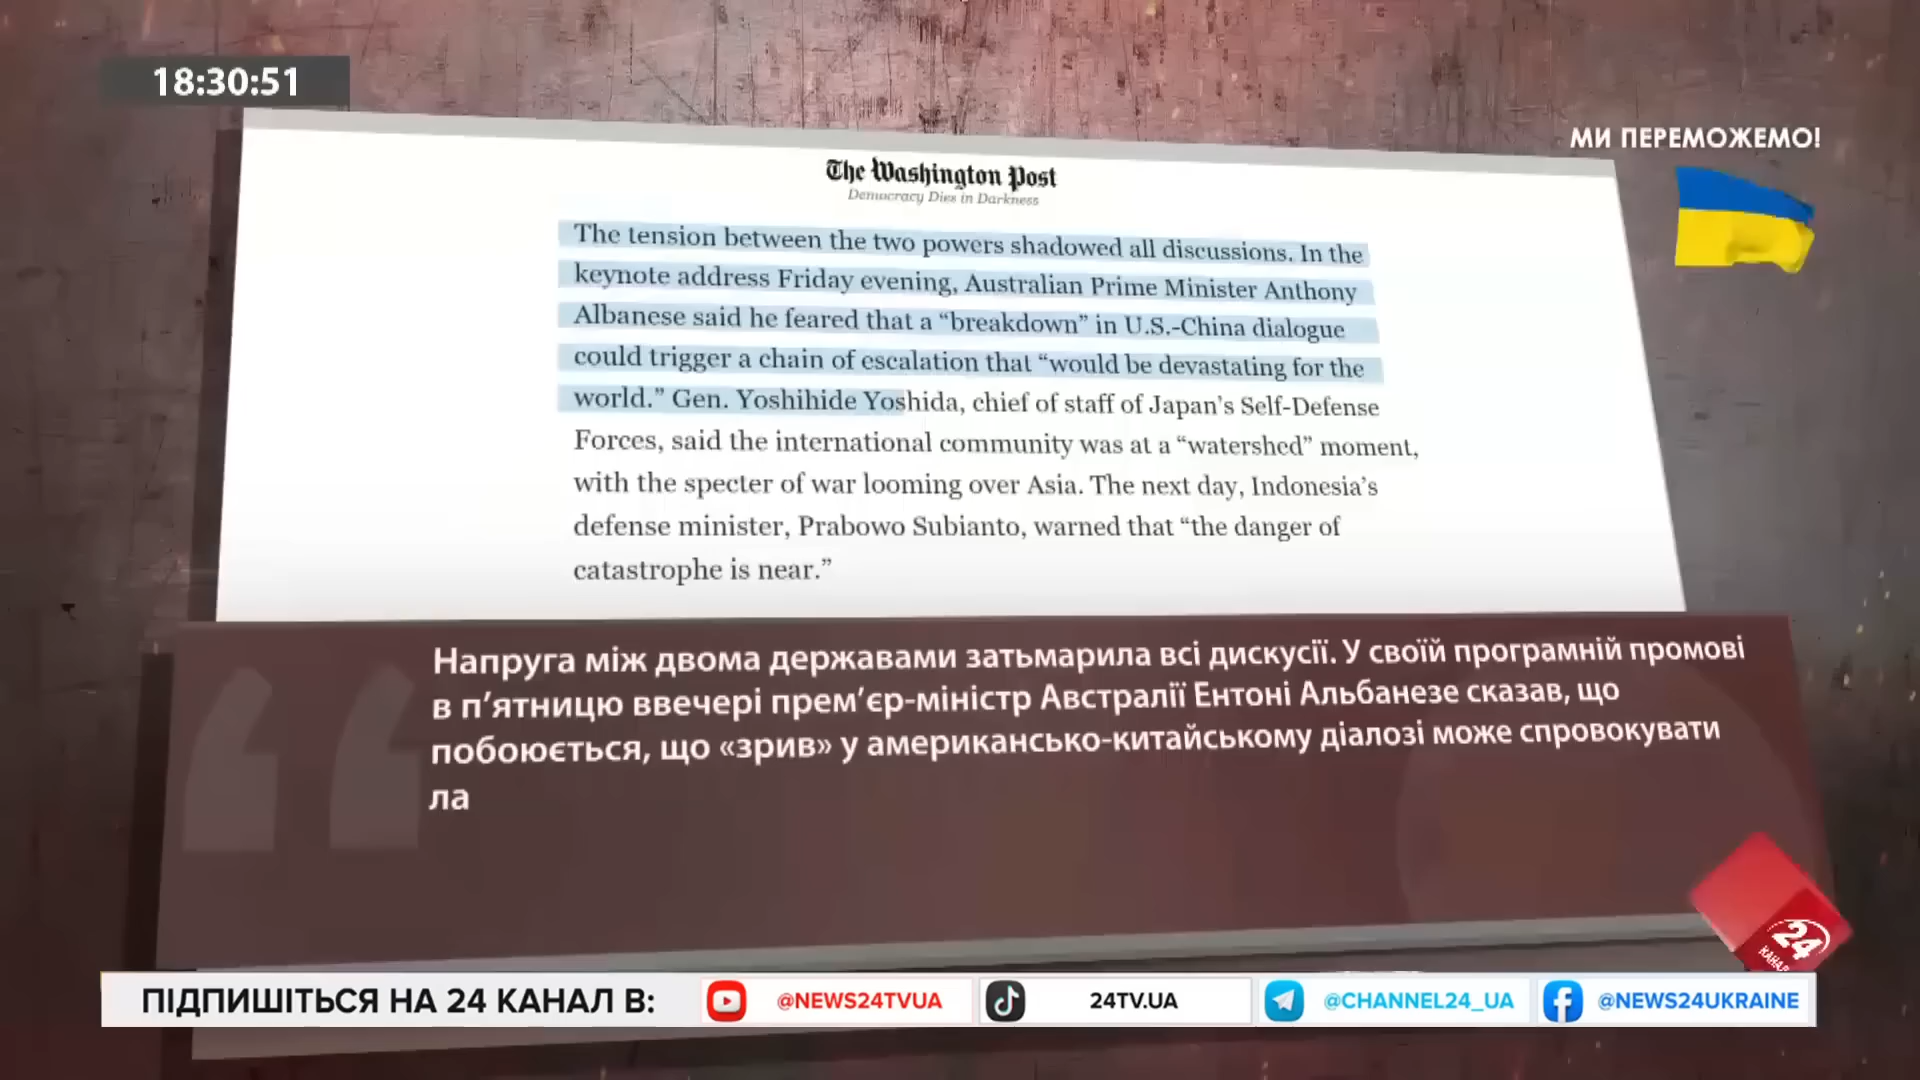 18:30:51
МИ ПЕРЕМОЖЕМО!
The Washington Post
Democracy Dies in Darkness
The tension between the two powers shadowed all discussions. In the
keynote address Friday evening, Australian Prime Minister Anthony
Albanese said he feared that a “breakdown” in U.S.-China dialogue
could trigger a chain of escalation that “would be devastating for the
world.” Gen. Yoshihide Yoshida, chief of staff of Japan’s Self-Defense
Forces, said the international community was at a “watershed” moment,
with the specter of war looming over Asia. The next day, Indonesia’s
defense minister, Prabowo Subianto, warned that “the danger of
catastrophe is near.”
Напруга між двома державами затьмарила всі дискусії. У своїй програмній промові
в п’ятницю ввечері прем’єр-міністр Австралії Ентоні Альбанезе сказав, що
побоюється, що «зрив» у американсько-китайському діалозі може спровокувати
ла
24
КАНАЛ
ПІДПИШІТЬСЯ НА 24 КАНАЛ В: @NEWS24TVUA 24TV.UA @CHANNEL24_UA @NEWS24UKRAINE